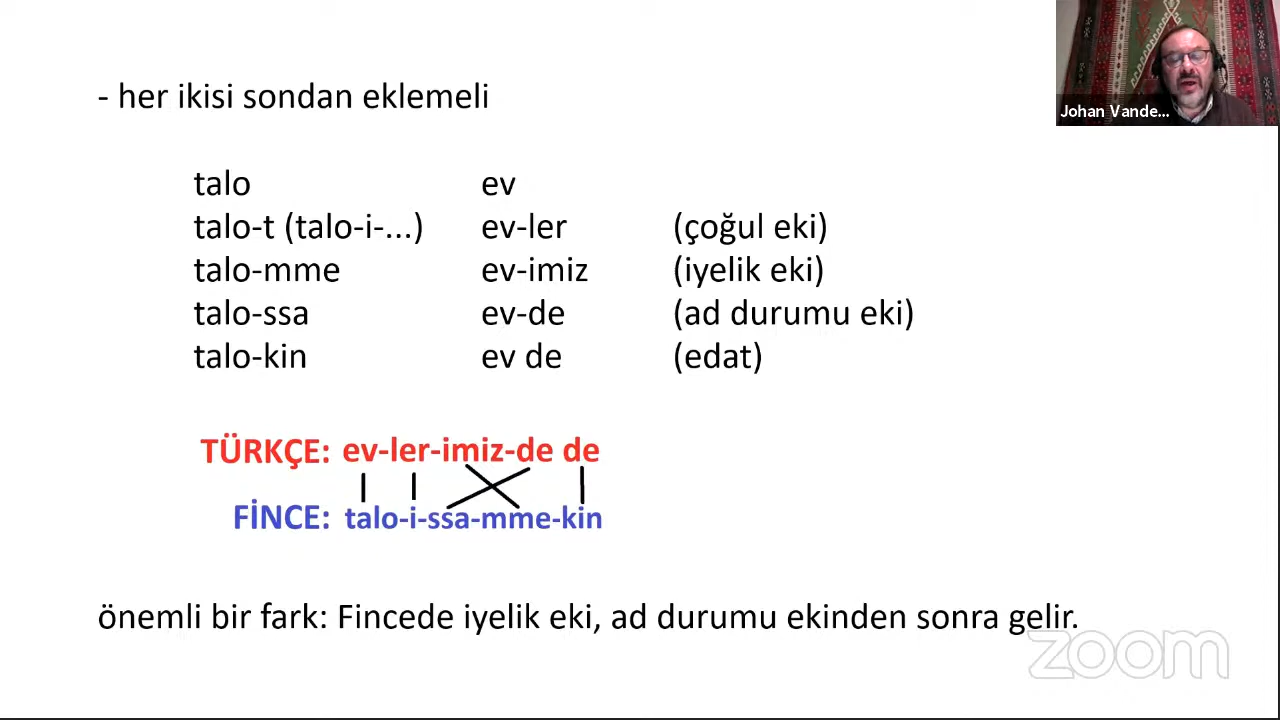 - her ikisi sondan eklemeli
Johan Vande...
talo ev
talo-t (talo-i-...) ev-ler (çoğul eki)
talo-mme ev-imiz (iyelik eki)
talo-ssa ev-de (ad durumu eki)
talo-kin ev de (edat)
TÜRKÇE: ev-ler-imiz-de de
FİNCE: talo-i-ssa-mme-kin
önemli bir fark: Fincede iyelik eki, ad durumu ekinden sonra gelir.
zoom